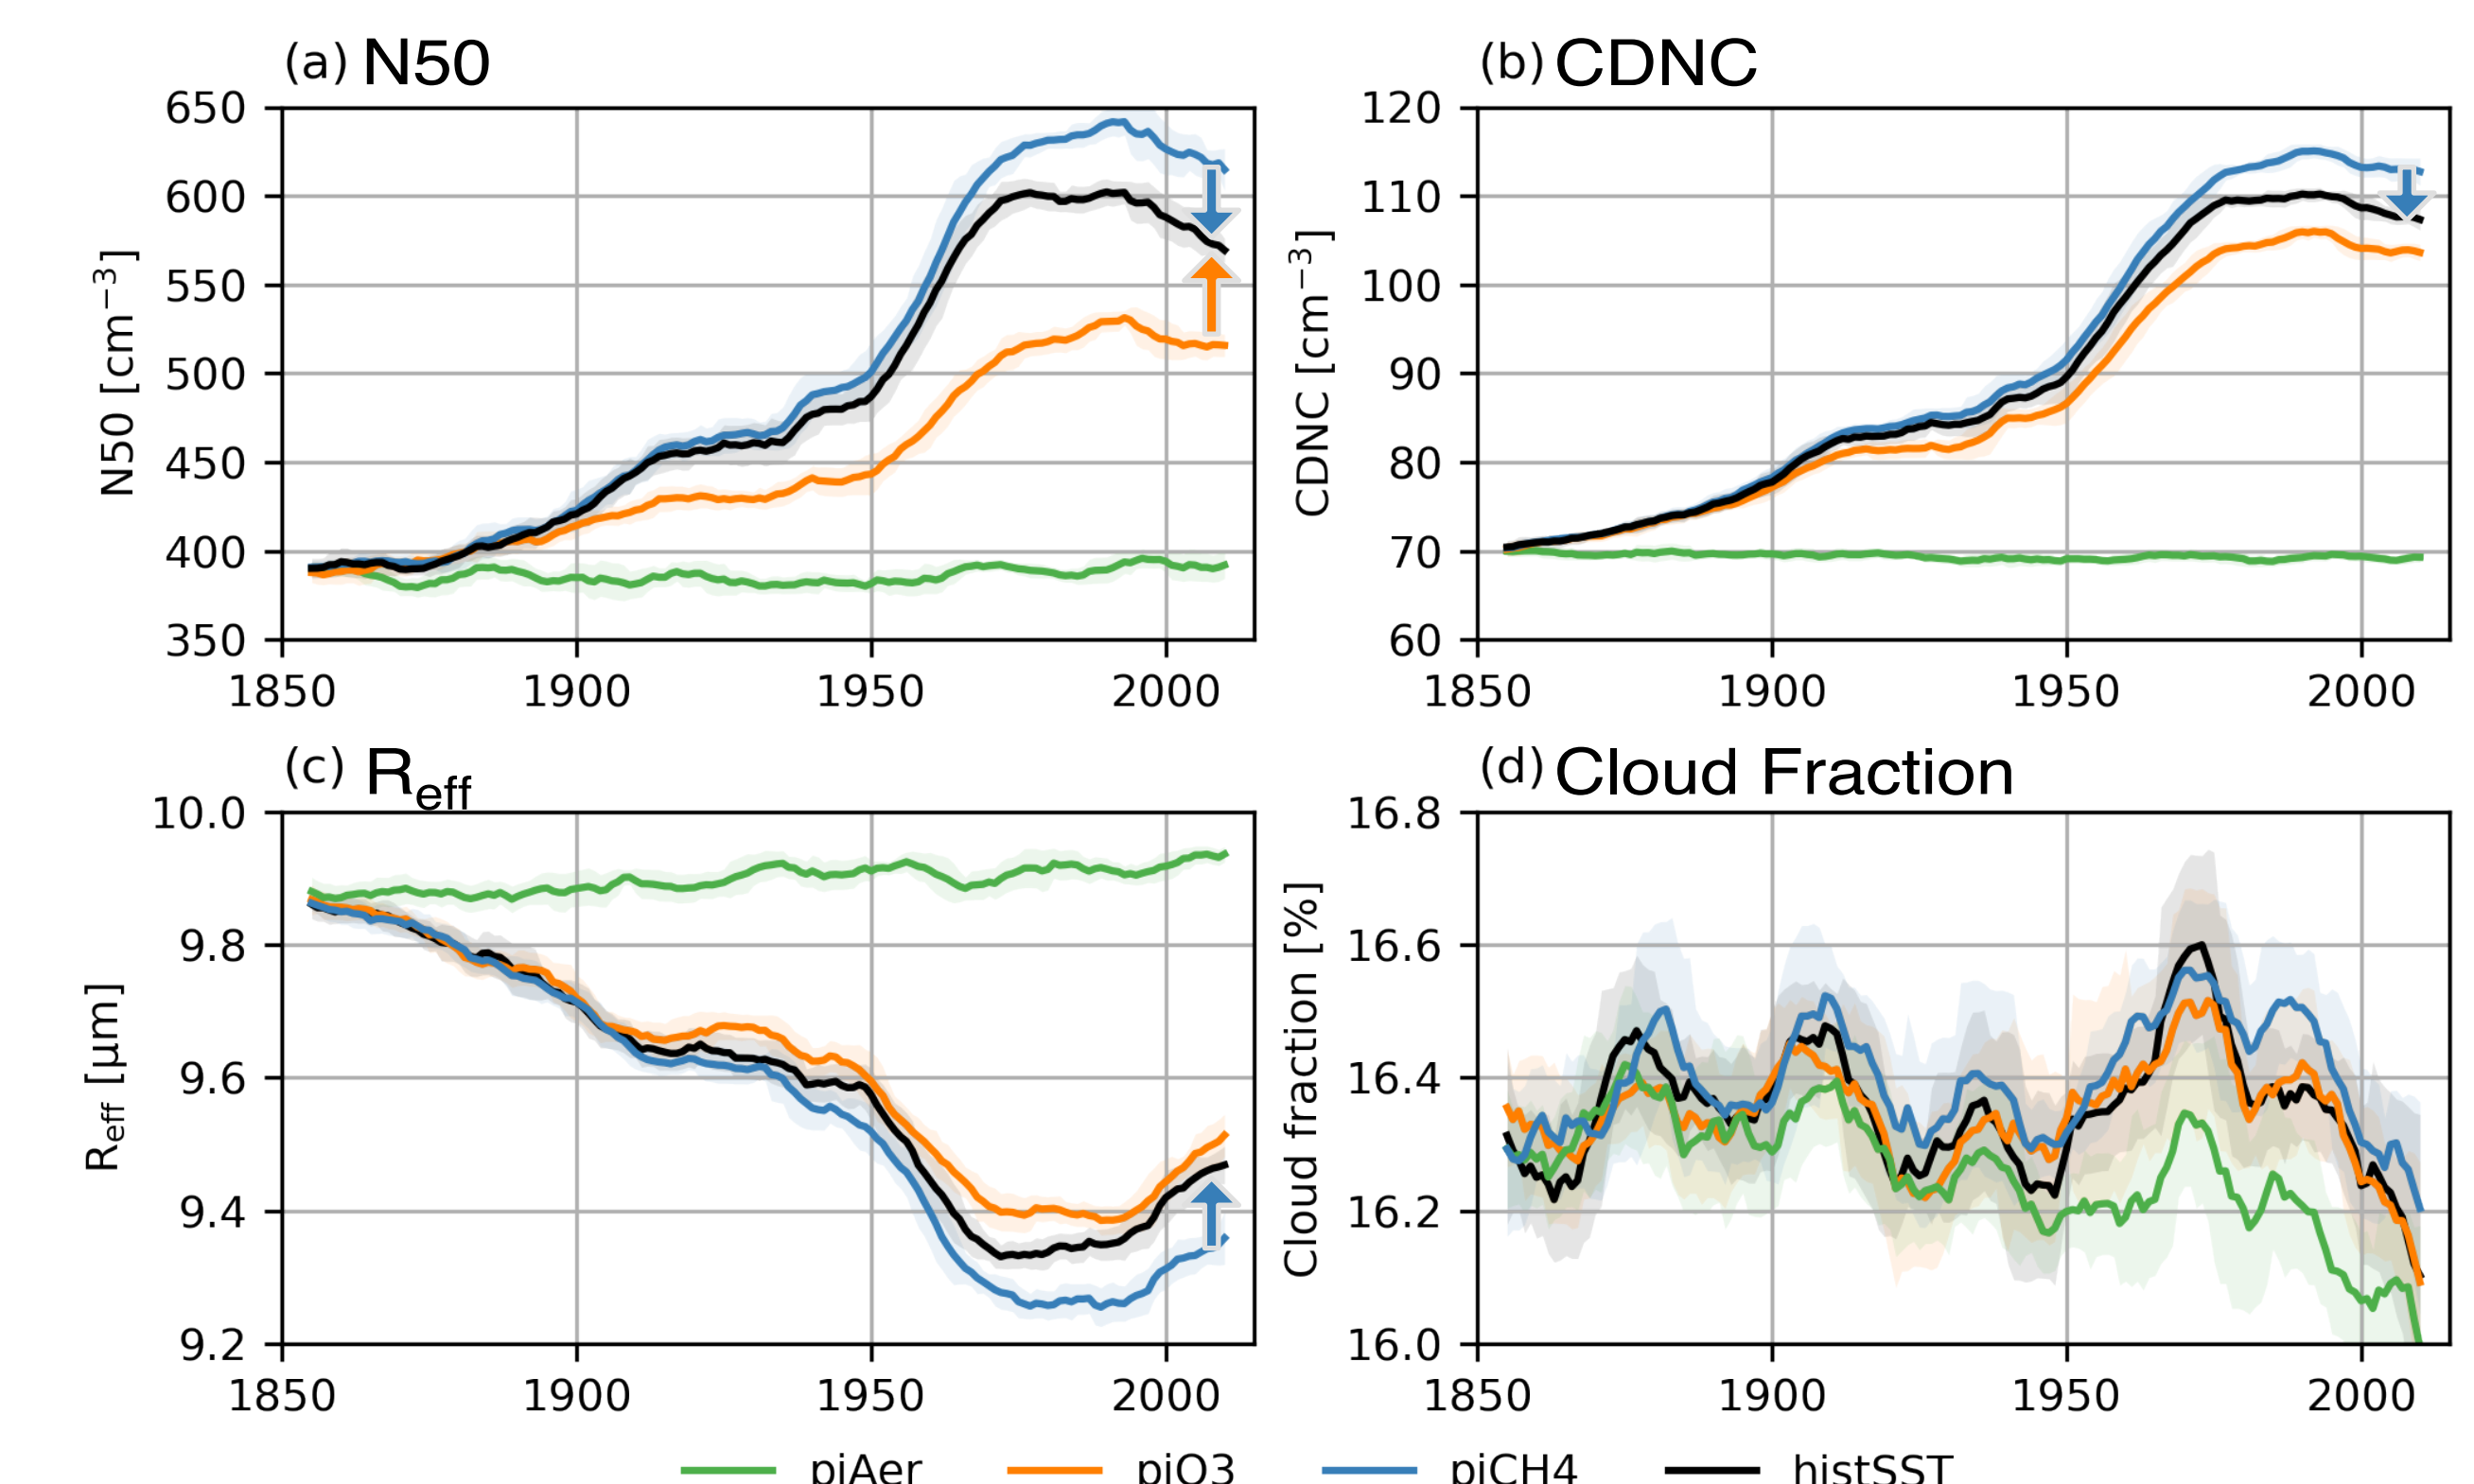 (a) N50
(b) CDNC
650
600
550
500
450
400
350
N50 [cm⁻³]
1850 1900 1950 2000
120
110
100
90
80
70
60
CDNC [cm⁻³]
1850 1900 1950 2000
(c) R_eff
(d) Cloud Fraction
10.0
9.8
9.6
9.4
9.2
R_eff [μm]
1850 1900 1950 2000
16.8
16.6
16.4
16.2
16.0
Cloud fraction [%]
1850 1900 1950 2000
piAer piO3 piCH4 histSST